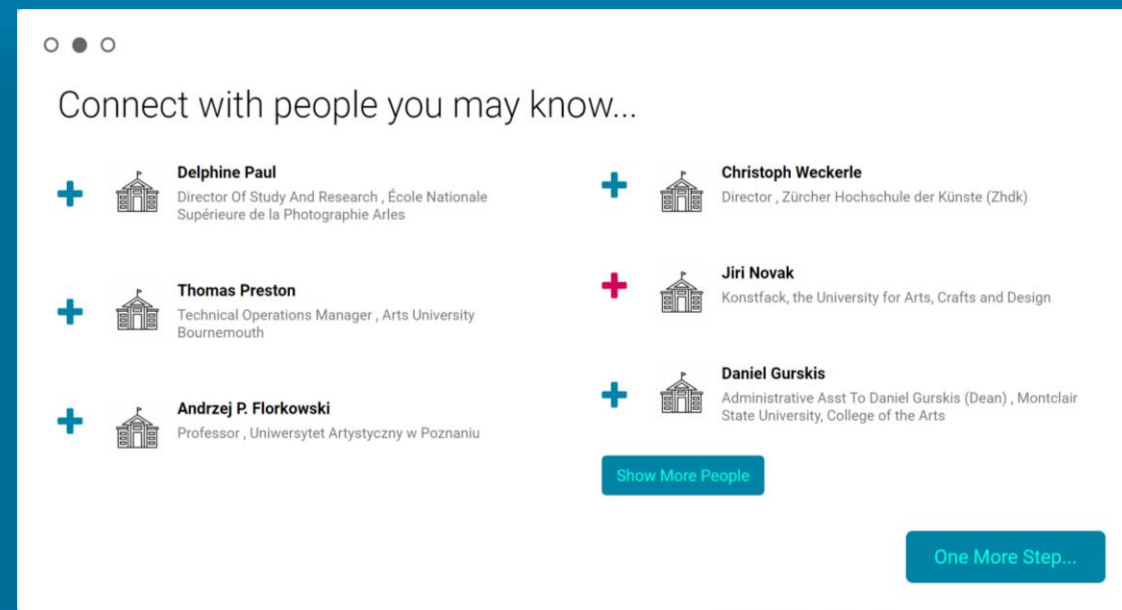 Connect with people you may know...
Delphine Paul
Director Of Study And Research , École Nationale
Supérieure de la Photographie Arles
Thomas Preston
Technical Operations Manager , Arts University
Bournemouth
Andrzej P. Florkowski
Professor , Uniwersytet Artystyczny w Poznaniu
Christoph Weckerle
Director , Zürcher Hochschule der Künste (Zhdk)
Jiri Novak
Konstfack, the University for Arts, Crafts and Design
Daniel Gurskis
Administrative Asst To Daniel Gurskis (Dean) , Montclair
State University, College of the Arts
Show More People
One More Step...